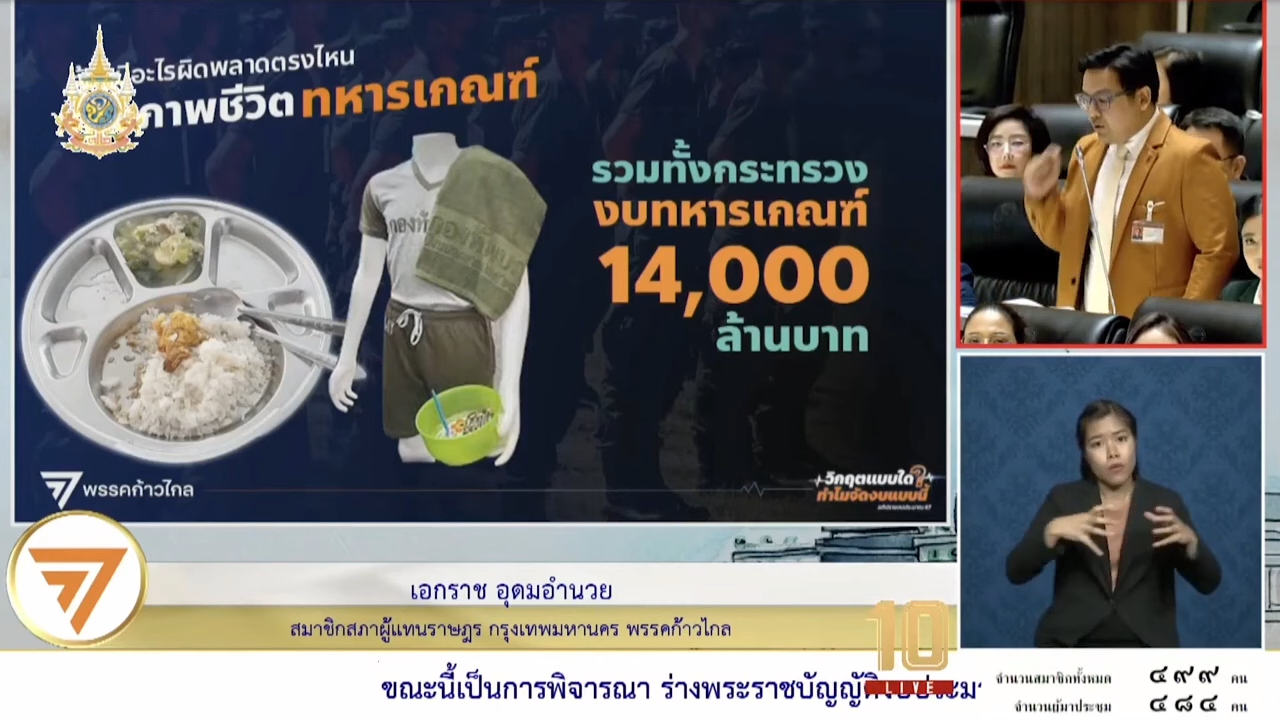 อะไรผิดพลาดตรงไหน
ภาพชีวิต ทหารเกณฑ์
รวมทั้งกระทรวง
งบทหารเกณฑ์
14,000
ล้านบาท
พรรคก้าวไกล
วิกฤตแบบใด?
ทำไมจัดงบแบบนี้
เอกราช อุดมอำนวย
สมาชิกสภาผู้แทนราษฎร กรุงเทพมหานคร พรรคก้าวไกล
10
LIVE
ขณะนี้เป็นการพิจารณา ร่างพระราชบัญญัติ
จำนวนสมาชิกทั้งหมด ๔๙๙ คน
จำนวนผู้มาประชุม ๔๘๔ คน